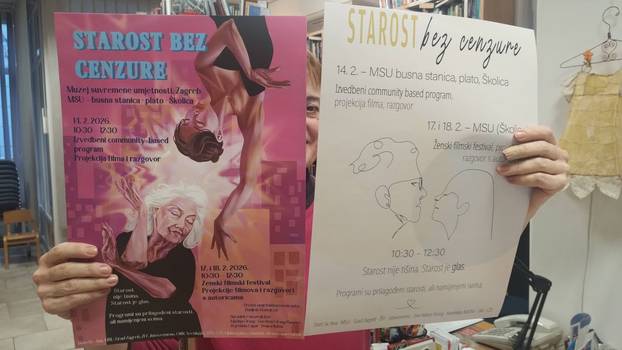 STAROST BEZ
CENZURE
Muzej suvremene umjetnosti, Zagreb
MSU - busna stanica - plato - Školica
14. 2. 2026.
10:30 - 12:30
Izvedbeni community-based
program
Projekcija filma i razgovor
17. i 18. 2. 2026.
10:30 - 12:30
Ženski filmski festival
Projekcije filmova i razgovori
s autoricama
Starost
nije tišina.
Starost je glas.
Programi su prilagođeni starosti,
ali namijenjeni svima
STAROST bez cenzure
14. 2. – MSU busna stanica, plato, Školica
Izvedbeni community based program,
projekcija filma, razgovor
17. i 18. 2. – MSU (Školic
Ženski filmski festival,
razgovor s
10:30 - 12:30
Starost nije tišina. Starost je glas.
Programi su prilagođeni starosti, ali namijenjeni svima.